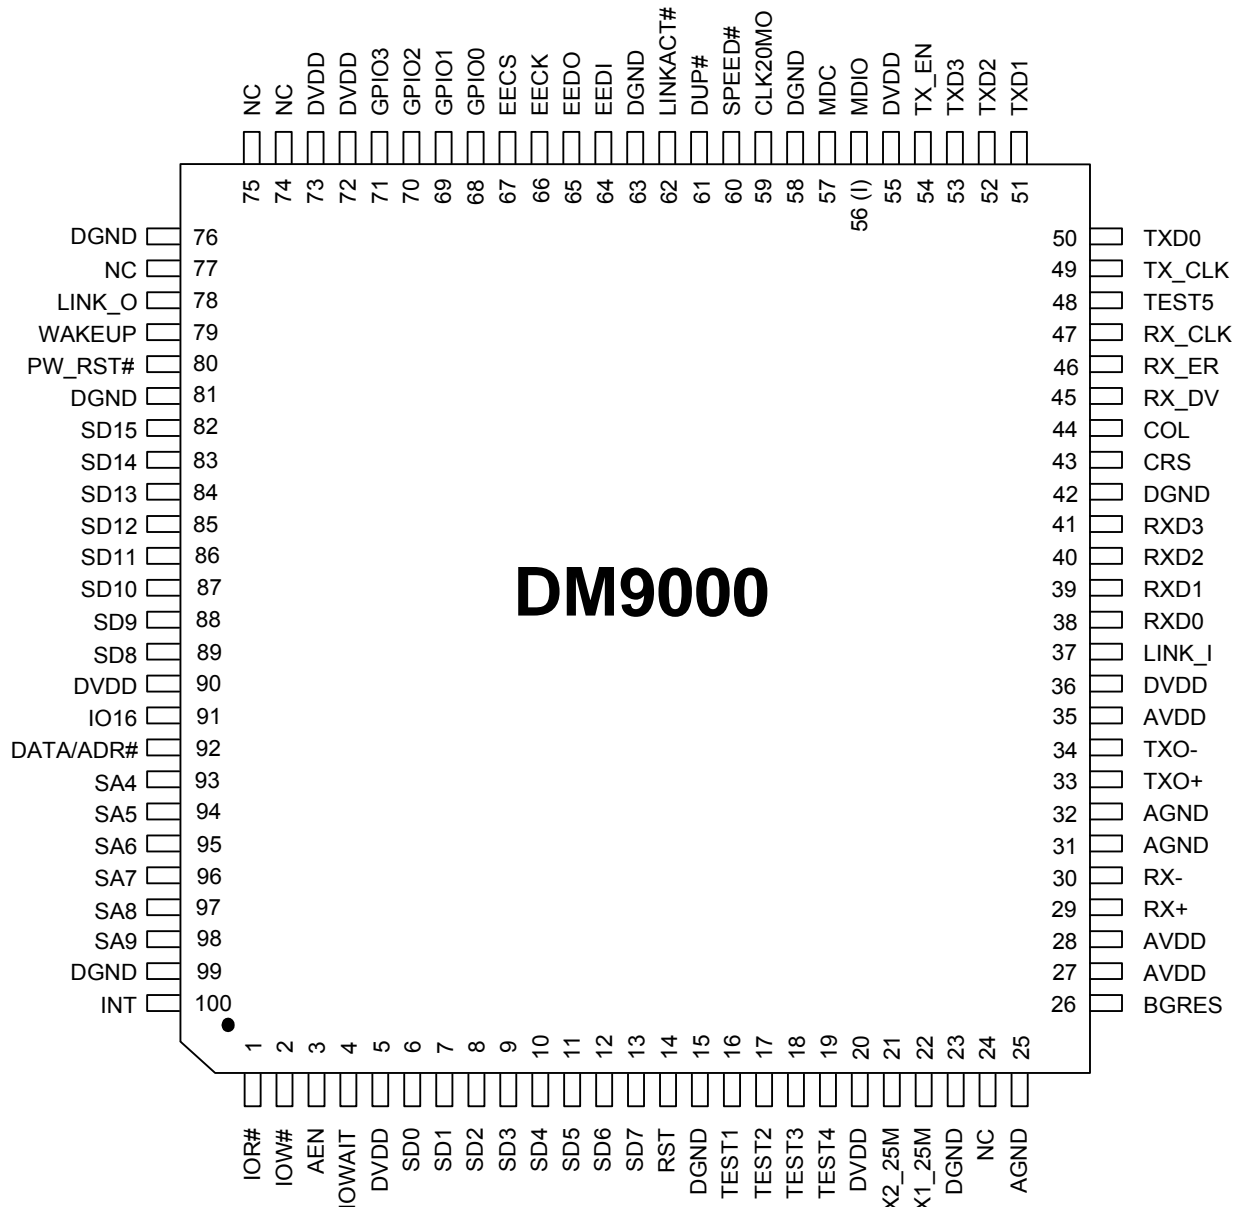 NC NC DVDD DVDD GPIO3 GPIO2 GPIO1 GPIO0 EECS EECK EEDO EEDI DGND LINKACT# DUP# SPEED# CLK20MO DGND MDC MDIO DVDD TX_EN TXD3 TXD2 TXD1
75 74 73 72 71 70 69 68 67 66 65 64 63 62 61 60 59 58 57 56 (I) 55 54 53 52 51
DGND 76 50 TXD0
NC 77 49 TX_CLK
LINK_O 78 48 TEST5
WAKEUP 79 47 RX_CLK
PW_RST# 80 46 RX_ER
DGND 81 45 RX_DV
SD15 82 44 COL
SD14 83 43 CRS
SD13 84 42 DGND
SD12 85 41 RXD3
SD11 86 40 RXD2
DM9000
SD10 87 39 RXD1
SD9 88 38 RXD0
SD8 89 37 LINK_I
DVDD 90 36 DVDD
IO16 91 35 AVDD
DATA/ADR# 92 34 TXO-
SA4 93 33 TXO+
SA5 94 32 AGND
SA6 95 31 AGND
SA7 96 30 RX-
SA8 97 29 RX+
SA9 98 28 AVDD
DGND 99 27 AVDD
INT 100 26 BGRES
1 2 3 4 5 6 7 8 9 10 11 12 13 14 15 16 17 18 19 20 21 22 23 24 25
IOR# IOW# AEN IOWAIT DVDD SD0 SD1 SD2 SD3 SD4 SD5 SD6 SD7 RST DGND TEST1 TEST2 TEST3 TEST4 DVDD X2_25M X1_25M DGND NC AGND